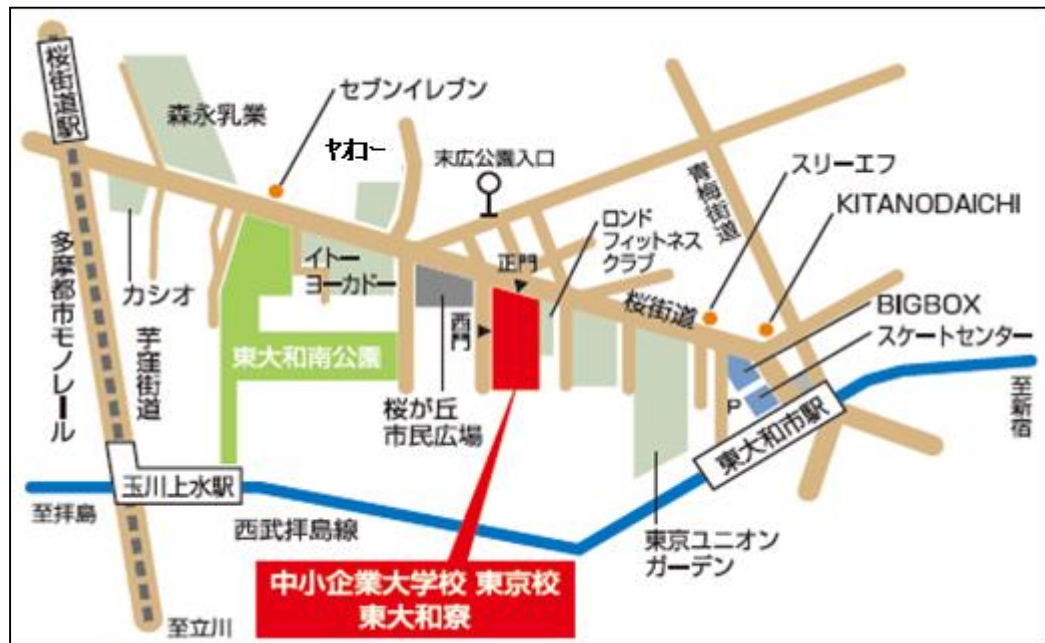 桜街道駅
森永乳業
セブンイレブン
ヤオコー
末広公園入口
青梅街道
スリーエフ
KITANODAICHI
ロンド
フィットネス
クラブ
正門
イトー
ヨーカドー
カシオ
多摩都市モノレール
芋窪街道
西門
桜街道
BIGBOX
スケートセンター
東大和南公園
桜が丘
市民広場
P
東大和市駅
至新宿
玉川上水駅
至拝島
西武拝島線
東京ユニオン
ガーデン
中小企業大学校 東京校
東大和寮
至立川